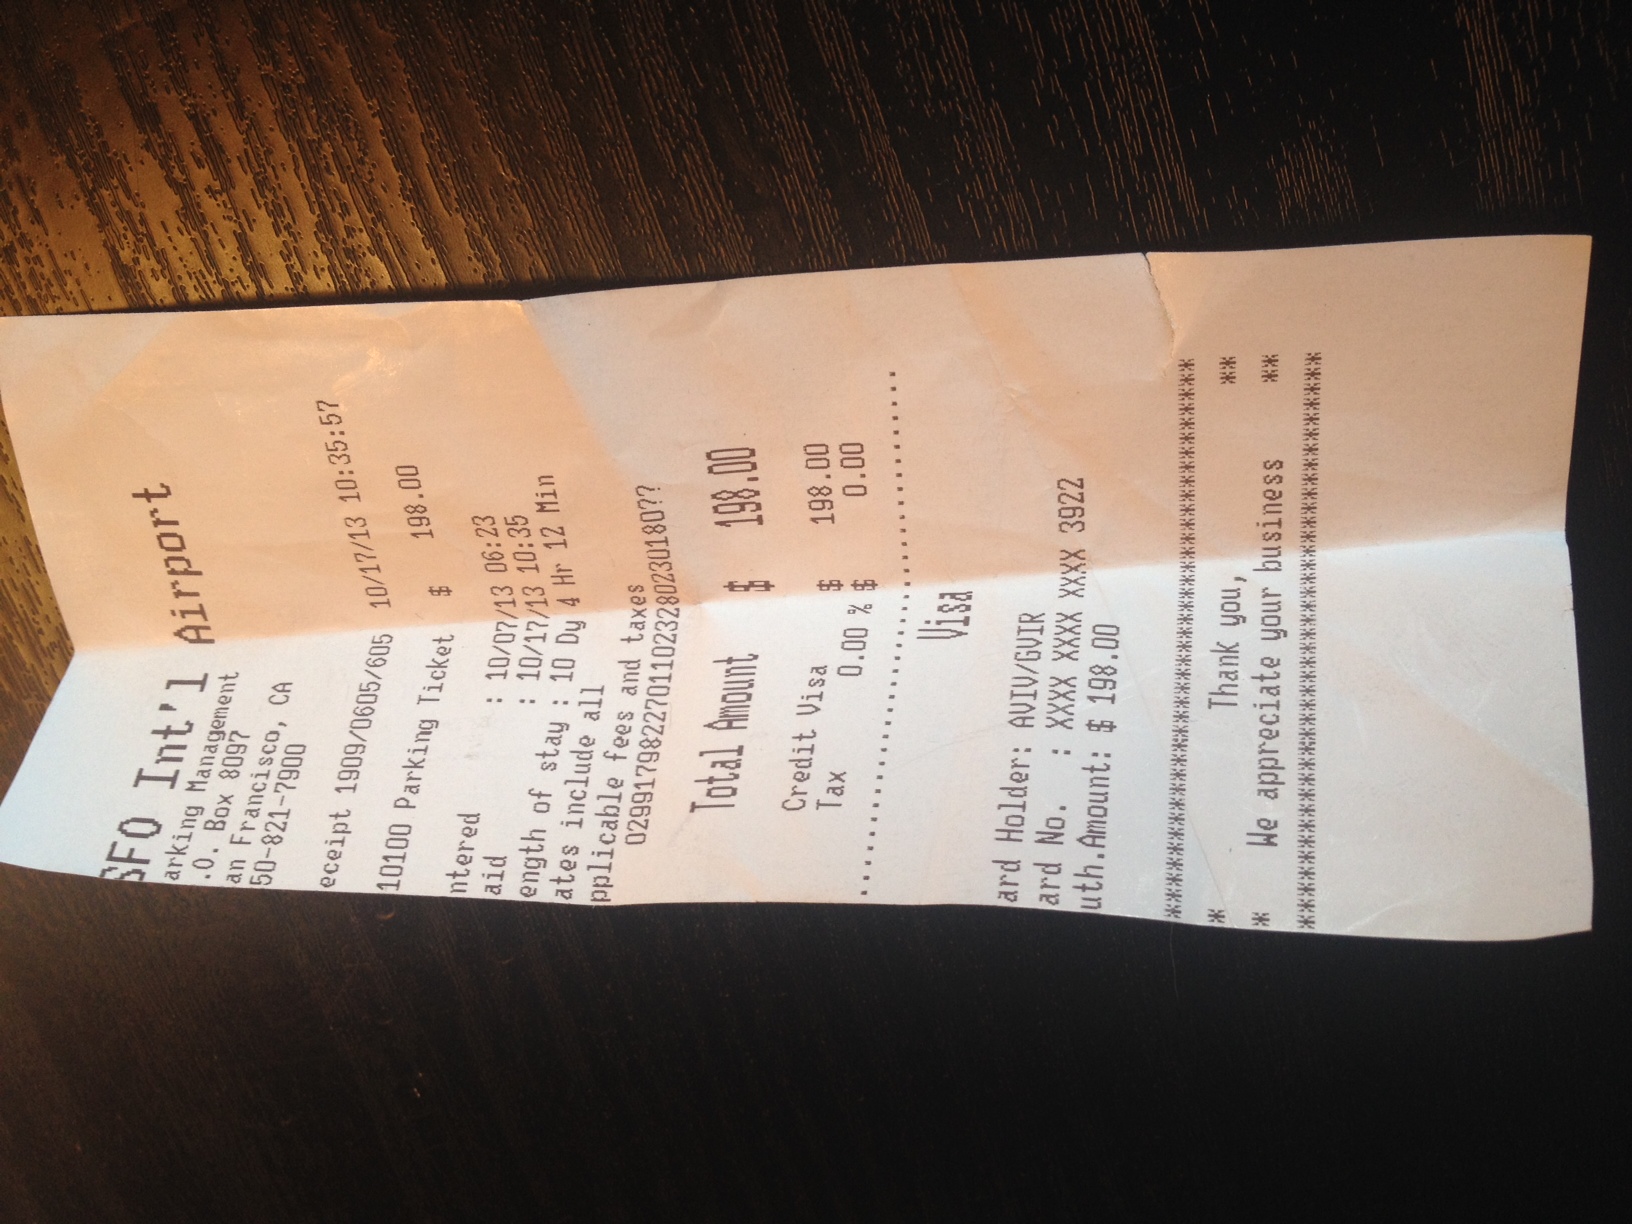 SFO Int'l Airport
arking Management
.O. Box 8097
an Francisco, CA
50-821-7900
eceipt 1909/0605/605 10/17/13 10:35:57
10100 Parking Ticket $ 198.00
ntered : 10/07/13 06:23
aid : 10/17/13 10:35
ength of stay : 10 Dy 4 Hr 12 Min
ates include all
pplicable fees and taxes
02991798227011023280230180??
Total Amount $ 198.00
Credit Visa $ 198.00
Tax 0.00 % $ 0.00
........................................
Visa
ard Holder: AVIV/GVIR
ard No. : XXXX XXXX XXXX 3922
uth.Amount: $ 198.00
*************************************
* Thank you, **
* We appreciate your business **
**************************************